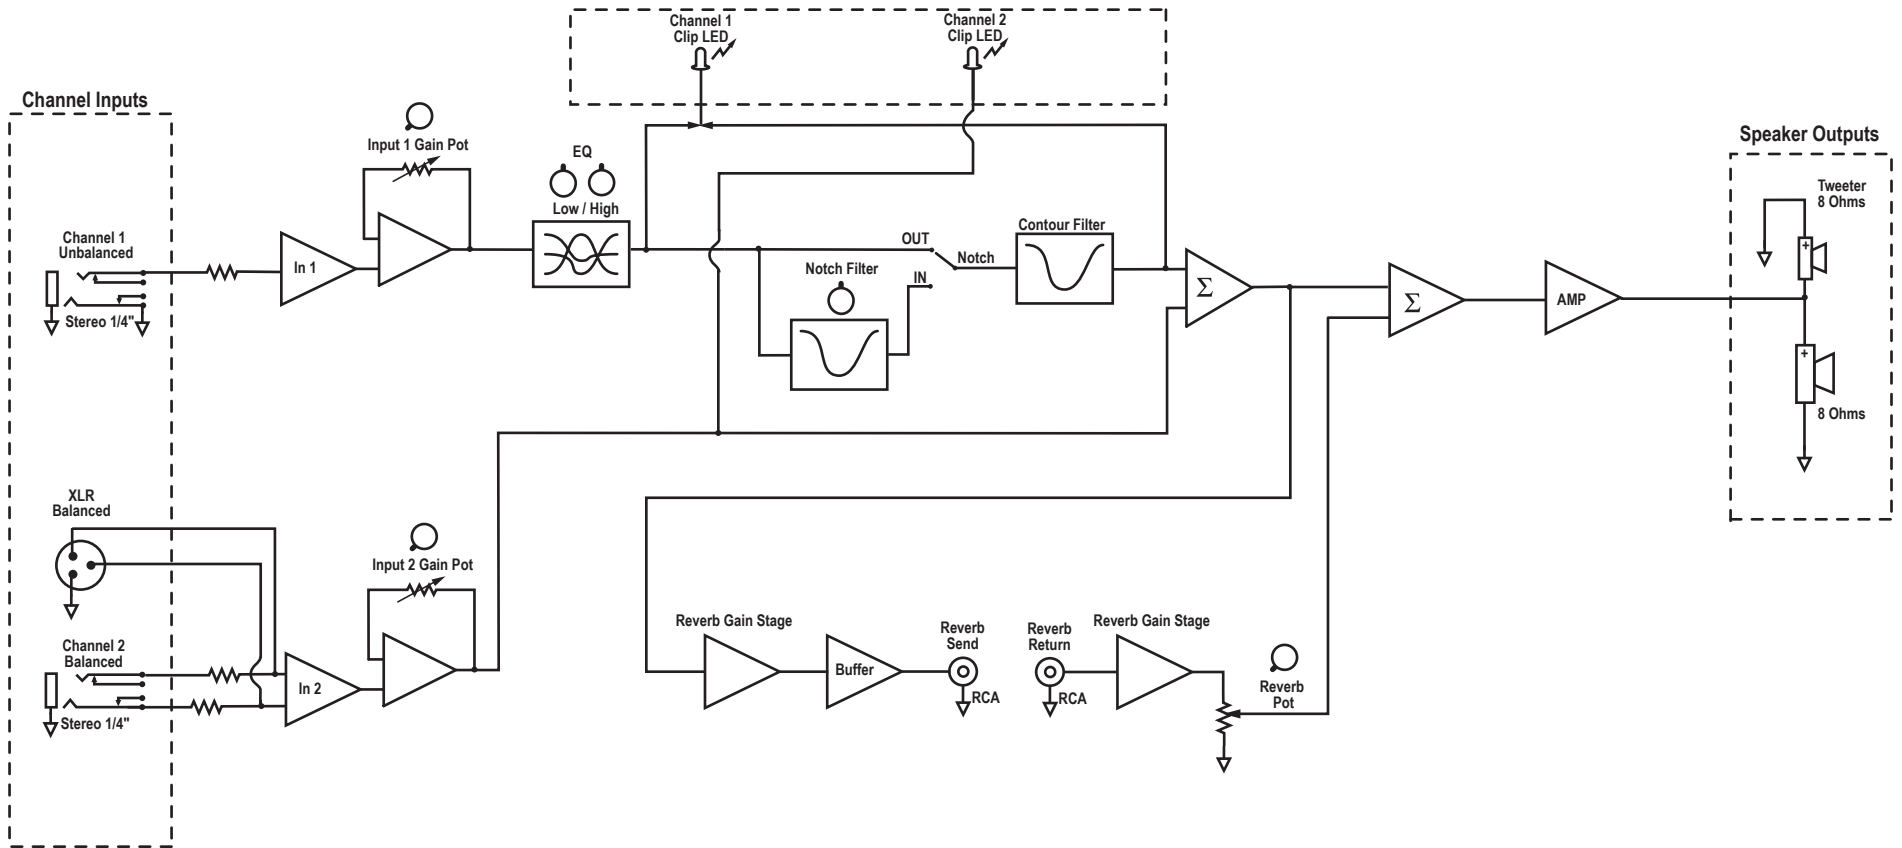 Channel 1
Clip LED
Channel 2
Clip LED
Channel Inputs
Input 1 Gain Pot
EQ
Low / High
Speaker Outputs
Tweeter
8 Ohms
+
Channel 1
Unbalanced
Stereo 1/4"
In 1
OUT
Notch
IN
Notch Filter
Contour Filter
Σ
Σ
AMP
+
8 Ohms
XLR
Balanced
Input 2 Gain Pot
Channel 2
Balanced
Stereo 1/4"
In 2
Reverb Gain Stage
Buffer
Reverb
Send
RCA
Reverb
Return
RCA
Reverb Gain Stage
Reverb
Pot